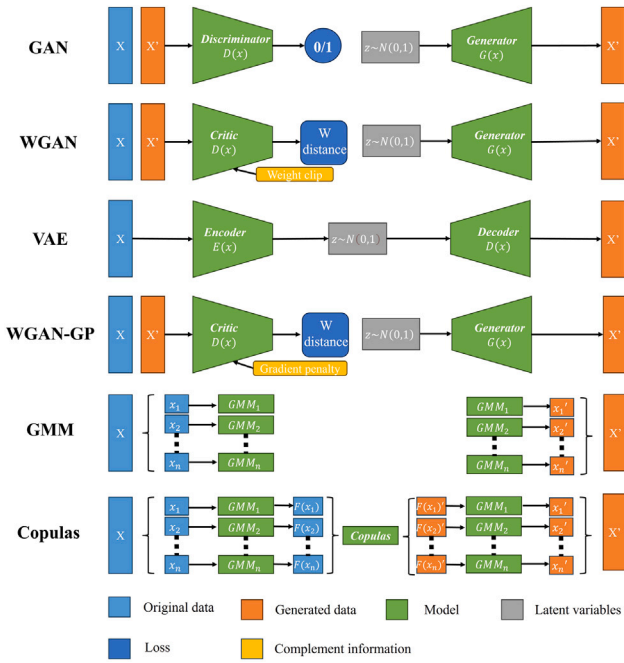 GAN
X
X'
Discriminator
D(x)
0/1
z~N(0,1)
Generator
G(x)
X'
WGAN
X
X'
Critic
D(x)
W
distance
Weight clip
z~N(0,1)
Generator
G(x)
X'
VAE
X
Encoder
E(x)
z~N(0,1)
Decoder
D(x)
X'
WGAN-GP
X
X'
Critic
D(x)
W
distance
Gradient penalty
z~N(0,1)
Generator
G(x)
X'
GMM
X
x₁ GMM₁
x₂ GMM₂
xₙ GMMₙ
GMM₁ x₁′
GMM₂ x₂′
GMMₙ xₙ′
X'
Copulas
X
x₁ GMM₁ F(x₁)
x₂ GMM₂ F(x₂)
xₙ GMMₙ F(xₙ)
Copulas
F(x₁)′ GMM₁ x₁′
F(x₂)′ GMM₂ x₂′
F(xₙ)′ GMMₙ xₙ′
X'
Original data
Generated data
Model
Latent variables
Loss
Complement information